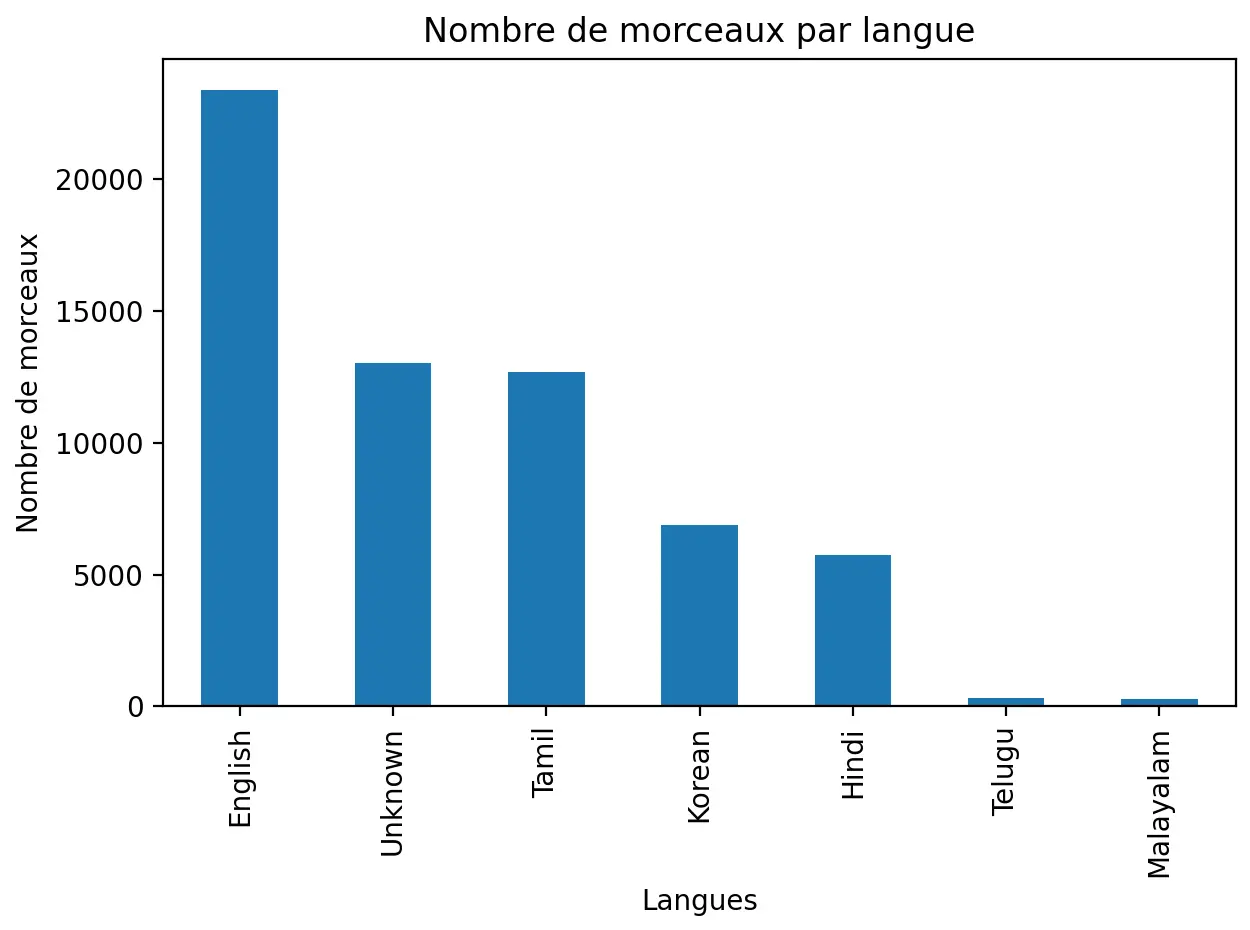 Nombre de morceaux par langue
Nombre de morceaux
20000
15000
10000
5000
0
English
Unknown
Tamil
Korean
Hindi
Telugu
Malayalam
Langues